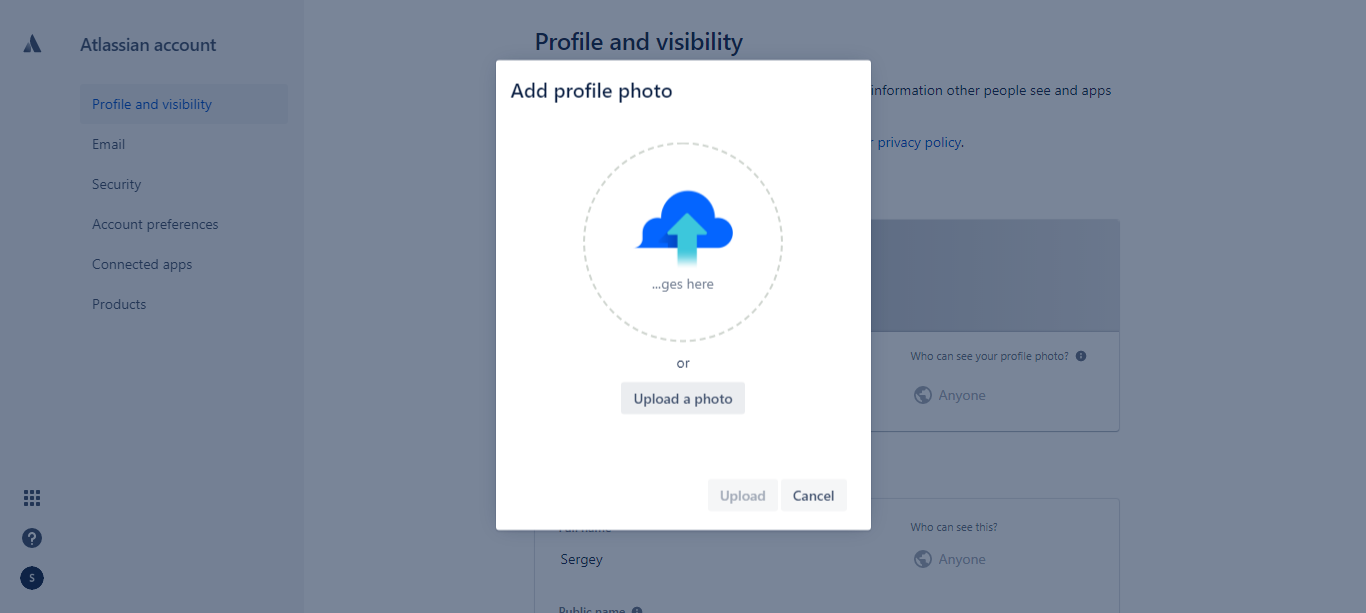 Atlassian account
Profile and visibility
Email
Security
Account preferences
Connected apps
Products
S
Profile and visibility
information other people see and apps
privacy policy.
Add profile photo
...ges here
or
Upload a photo
Upload
Cancel
Who can see your profile photo?
Anyone
Full name
Who can see this?
Sergey
Anyone
Public name